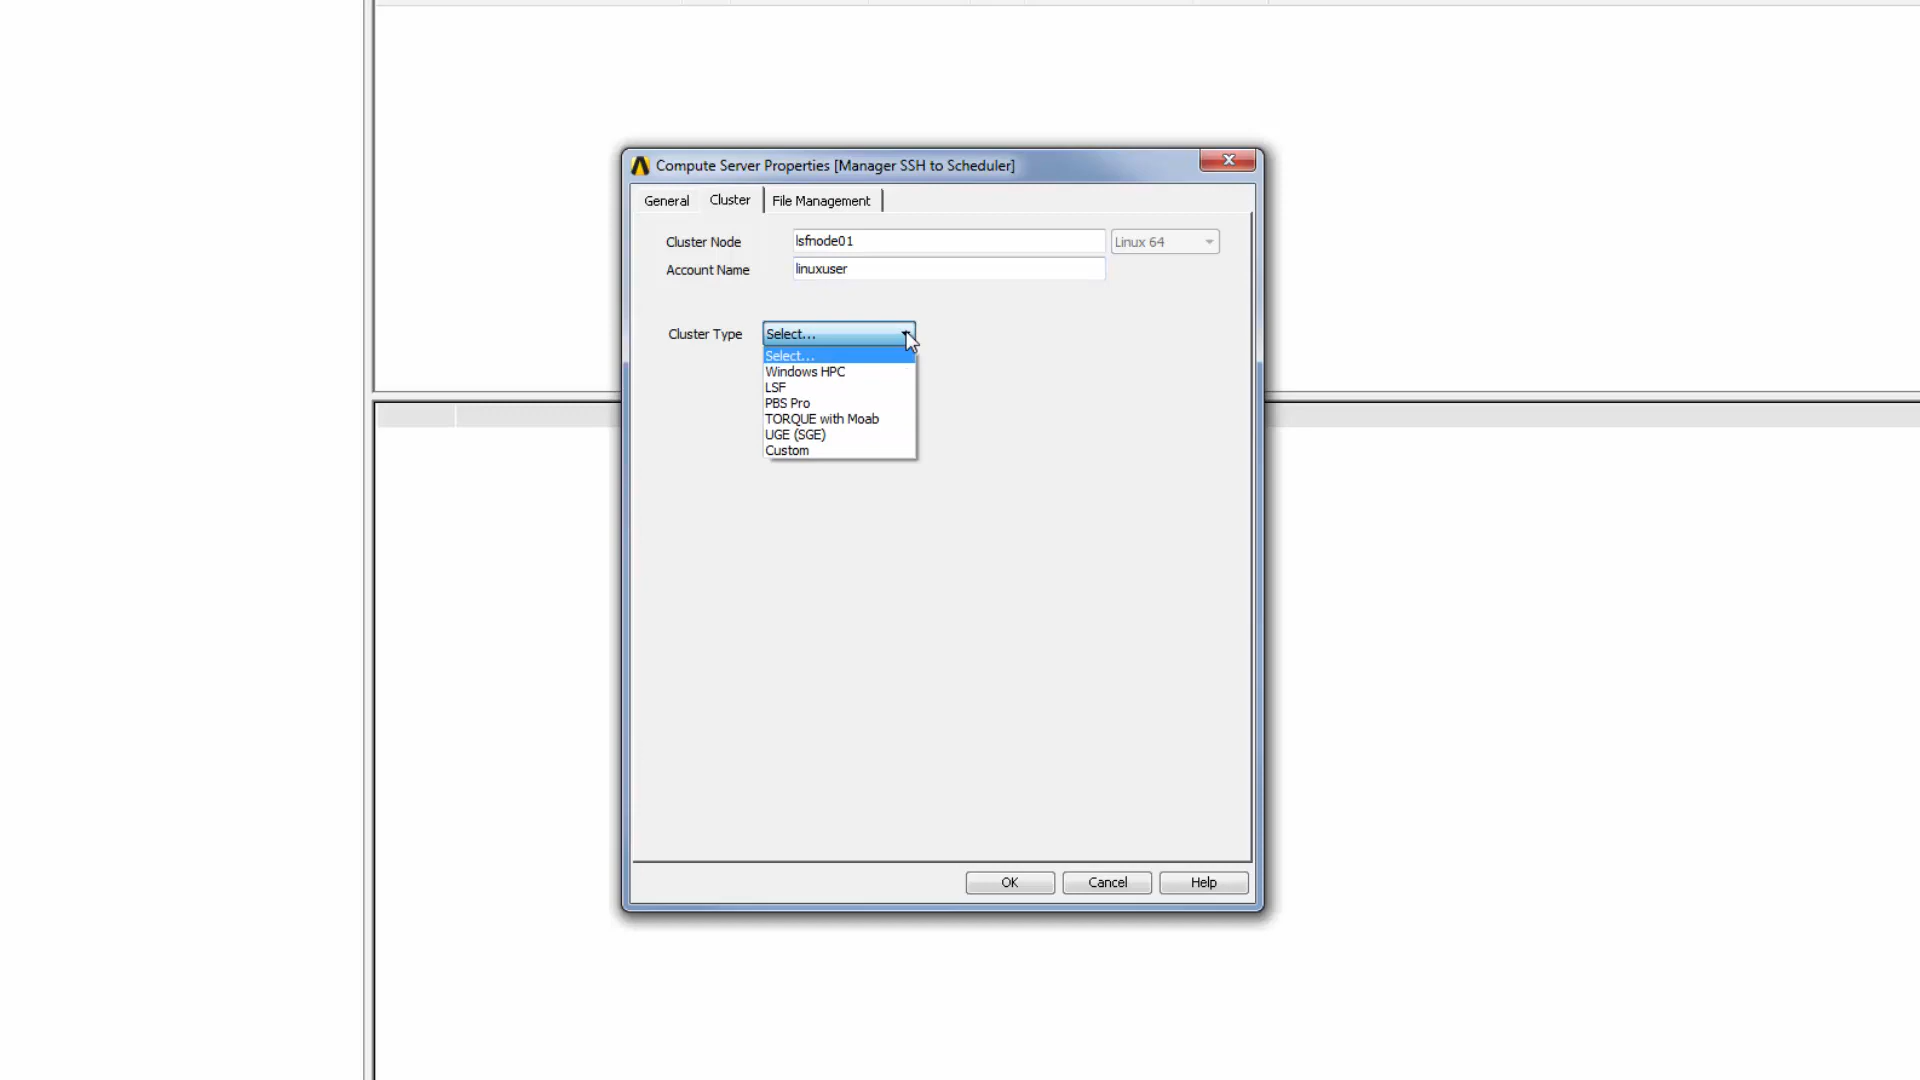 Compute Server Properties [Manager SSH to Scheduler]
General Cluster File Management
Cluster Node lsfnode01 Linux 64
Account Name linuxuser
Cluster Type Select...
Select...
Windows HPC
LSF
PBS Pro
TORQUE with Moab
UGE (SGE)
Custom
OK Cancel Help